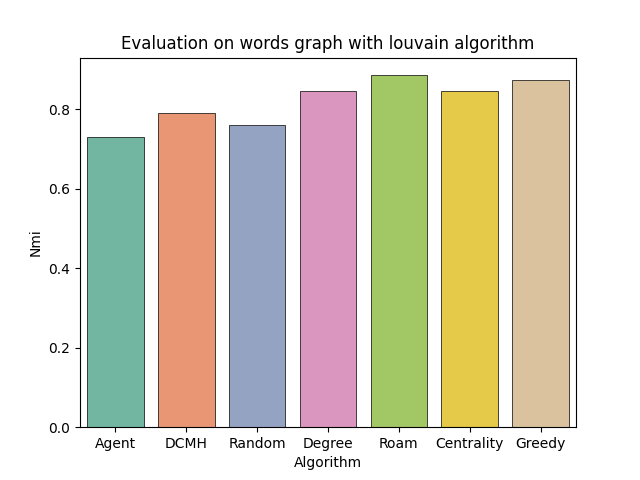 Evaluation on words graph with louvain algorithm
0.8
0.6
0.4
0.2
0.0
Nmi
Agent DCMH Random Degree Roam Centrality Greedy
Algorithm